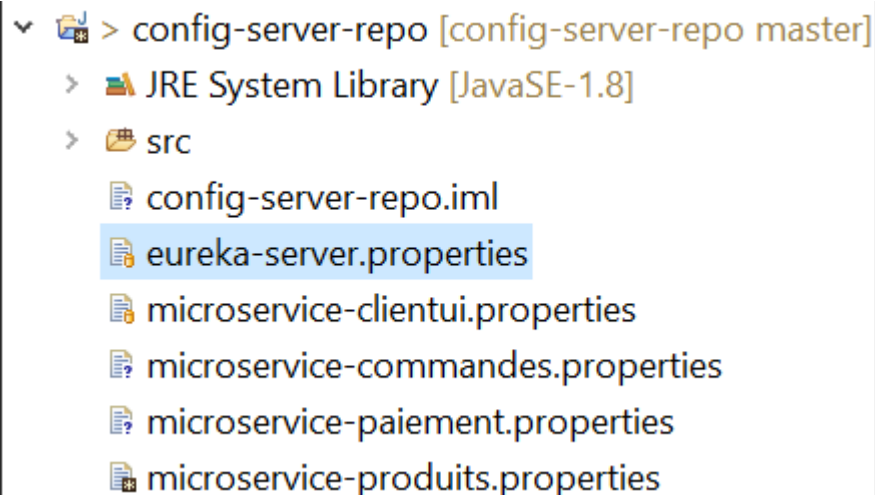 > config-server-repo [config-server-repo master]
JRE System Library [JavaSE-1.8]
src
config-server-repo.iml
eureka-server.properties
microservice-clientui.properties
microservice-commandes.properties
microservice-paiement.properties
microservice-produits.properties